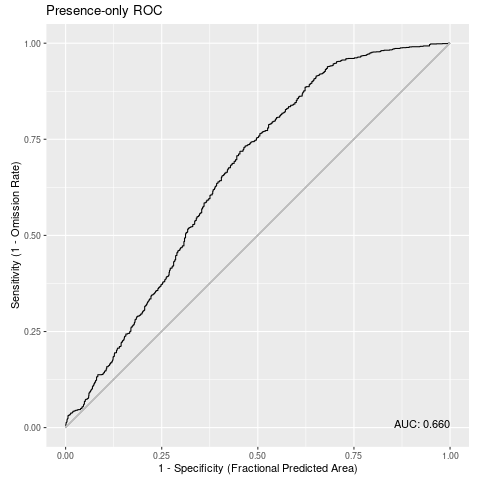 Presence-only ROC
Sensitivity (1 - Omission Rate)
1.00
0.75
0.50
0.25
0.00
AUC: 0.660
0.00 0.25 0.50 0.75 1.00
1 - Specificity (Fractional Predicted Area)